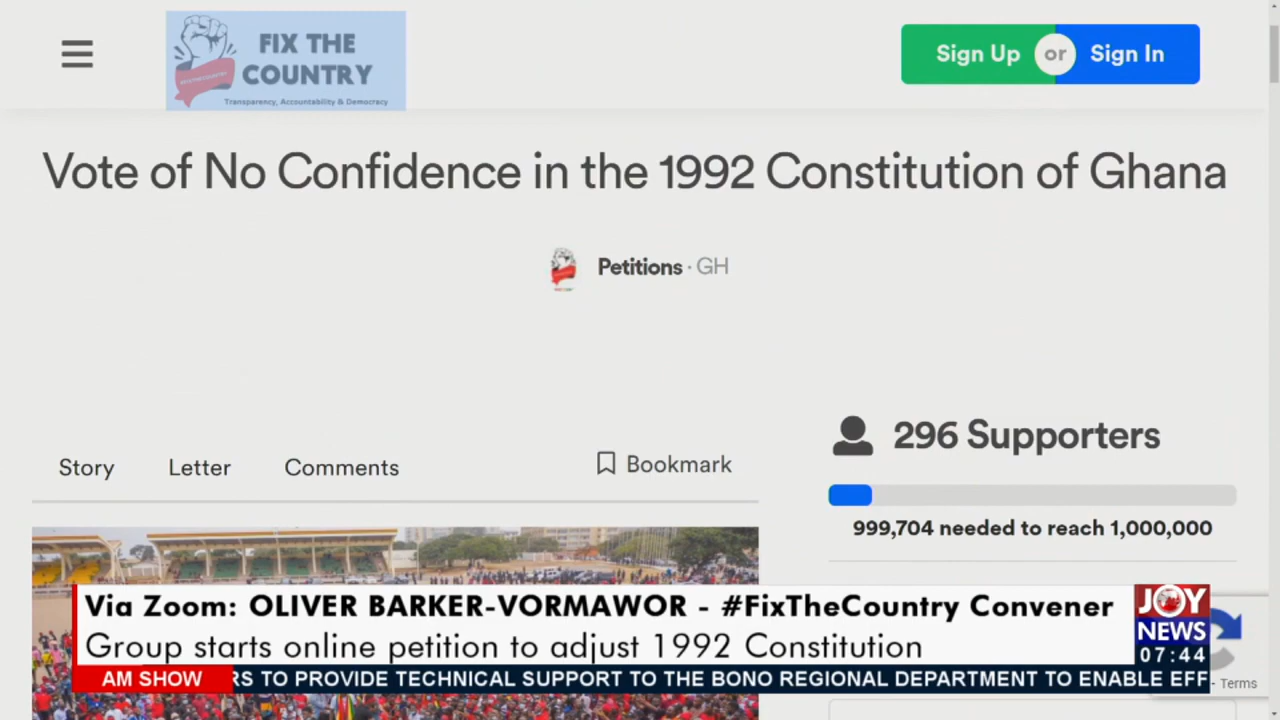 FIX THE
COUNTRY
Transparency, Accountability & Democracy
Sign Up or Sign In
Vote of No Confidence in the 1992 Constitution of Ghana
Petitions · GH
Story Letter Comments Bookmark
296 Supporters
999,704 needed to reach 1,000,000
Via Zoom: OLIVER BARKER-VORMAWOR - #FixTheCountry Convener
Group starts online petition to adjust 1992 Constitution
JOY
NEWS
07:44
AM SHOW RS TO PROVIDE TECHNICAL SUPPORT TO THE BONO REGIONAL DEPARTMENT TO ENABLE EFF
- Terms